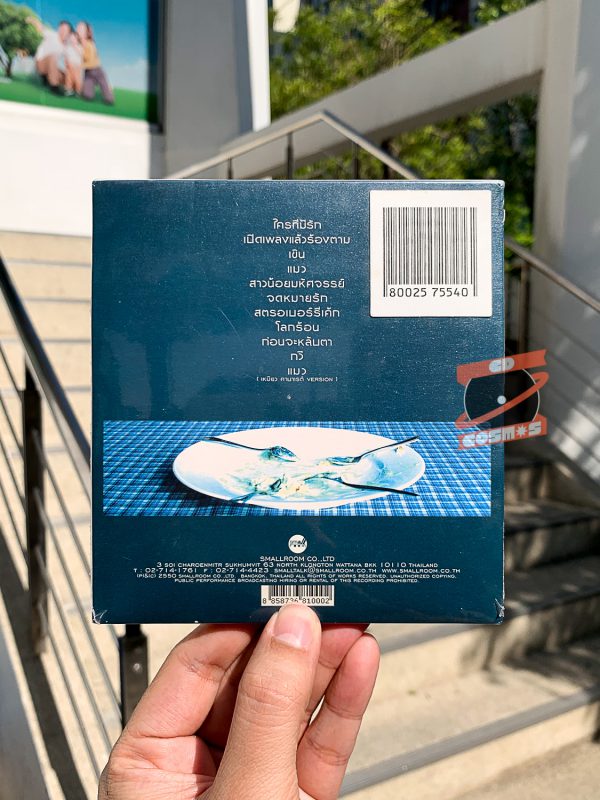 ใครที่ปีรัก
เปิดเพลงแล้วร้องตาม
เข็น
แมว
สาวน้อยมหัศจรรย์
จดหมายรัก
สตรอเบอร์รี่เค้ก
โลกร้อน
ก่อนจะหลับตา
กวี
แมว
( เหมียว คาบาเรต์ VERSION )
80025 75540
CD
COSMOS
SMALLROOM CO.,LTD
3 SOI CHAROENMITR SUKHUMVIT 63 NORTH KLONGTON WATTANA BKK 10110 THAILAND
T : 02-714-1761 F : 02-714-4423 SMALLTALK@SMALLROOM.CO.TH WWW.SMALLROOM.CO.TH
(P)&(C) 2550 SMALLROOM CO.,LTD. BANGKOK, THAILAND ALL RIGHTS OF WORKS RESERVED. UNAUTHORIZED COPYING,
PUBLIC PERFORMANCE BROADCASTING HIRING OR RENTAL OF THIS RECORDING PROHIBITED.
8 858736 810002